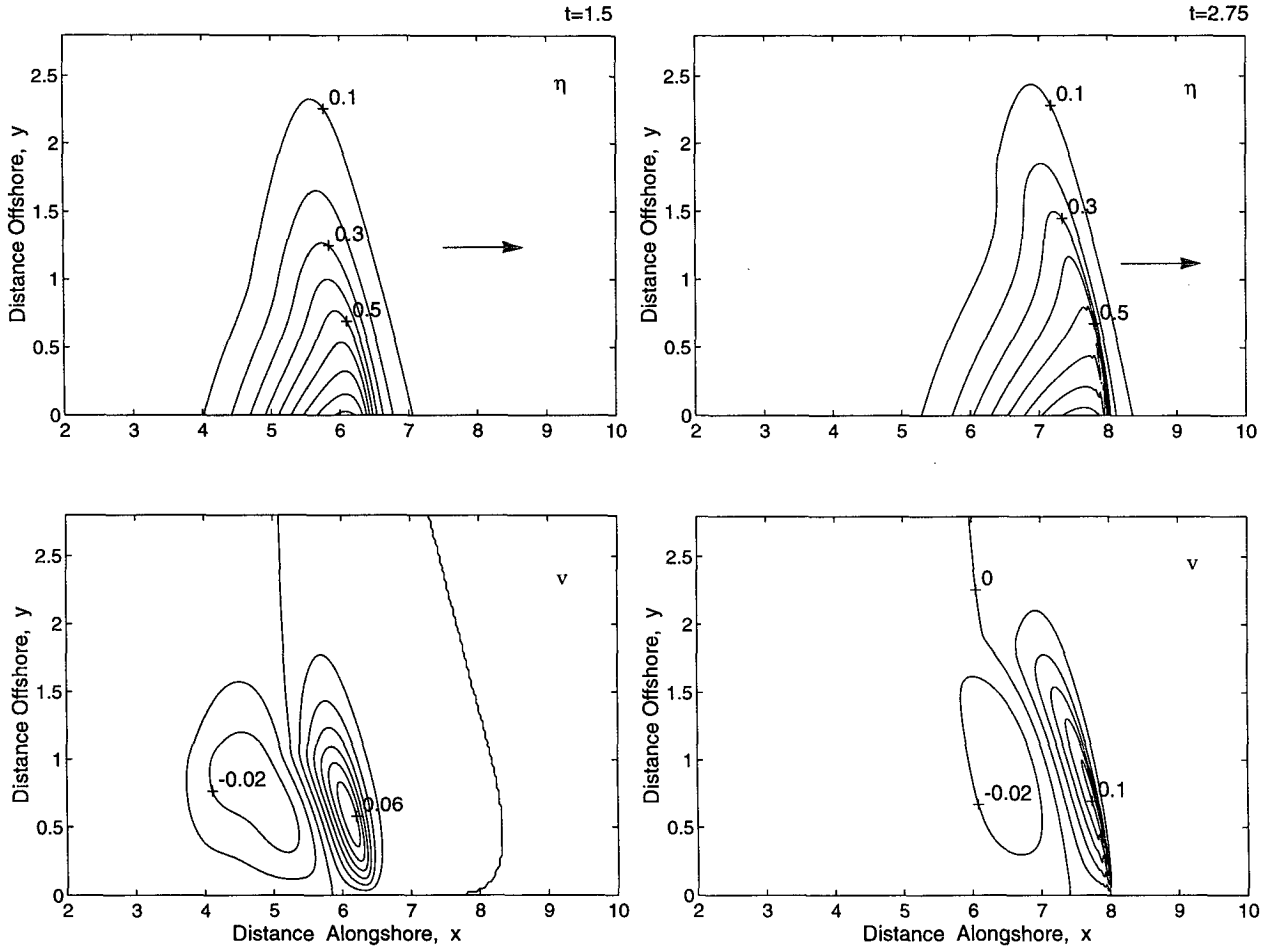 t=1.5
t=2.75
Distance Offshore, y
2.5
2
1.5
1
0.5
0
0.1
0.3
0.5
η
2 3 4 5 6 7 8 9 10
Distance Offshore, y
2.5
2
1.5
1
0.5
0
0.1
0.3
0.5
η
2 3 4 5 6 7 8 9 10
Distance Offshore, y
2.5
2
1.5
1
0.5
0
-0.02
0.06
v
2 3 4 5 6 7 8 9 10
Distance Alongshore, x
Distance Offshore, y
2.5
2
1.5
1
0.5
0
0
-0.02
0.1
v
2 3 4 5 6 7 8 9 10
Distance Alongshore, x